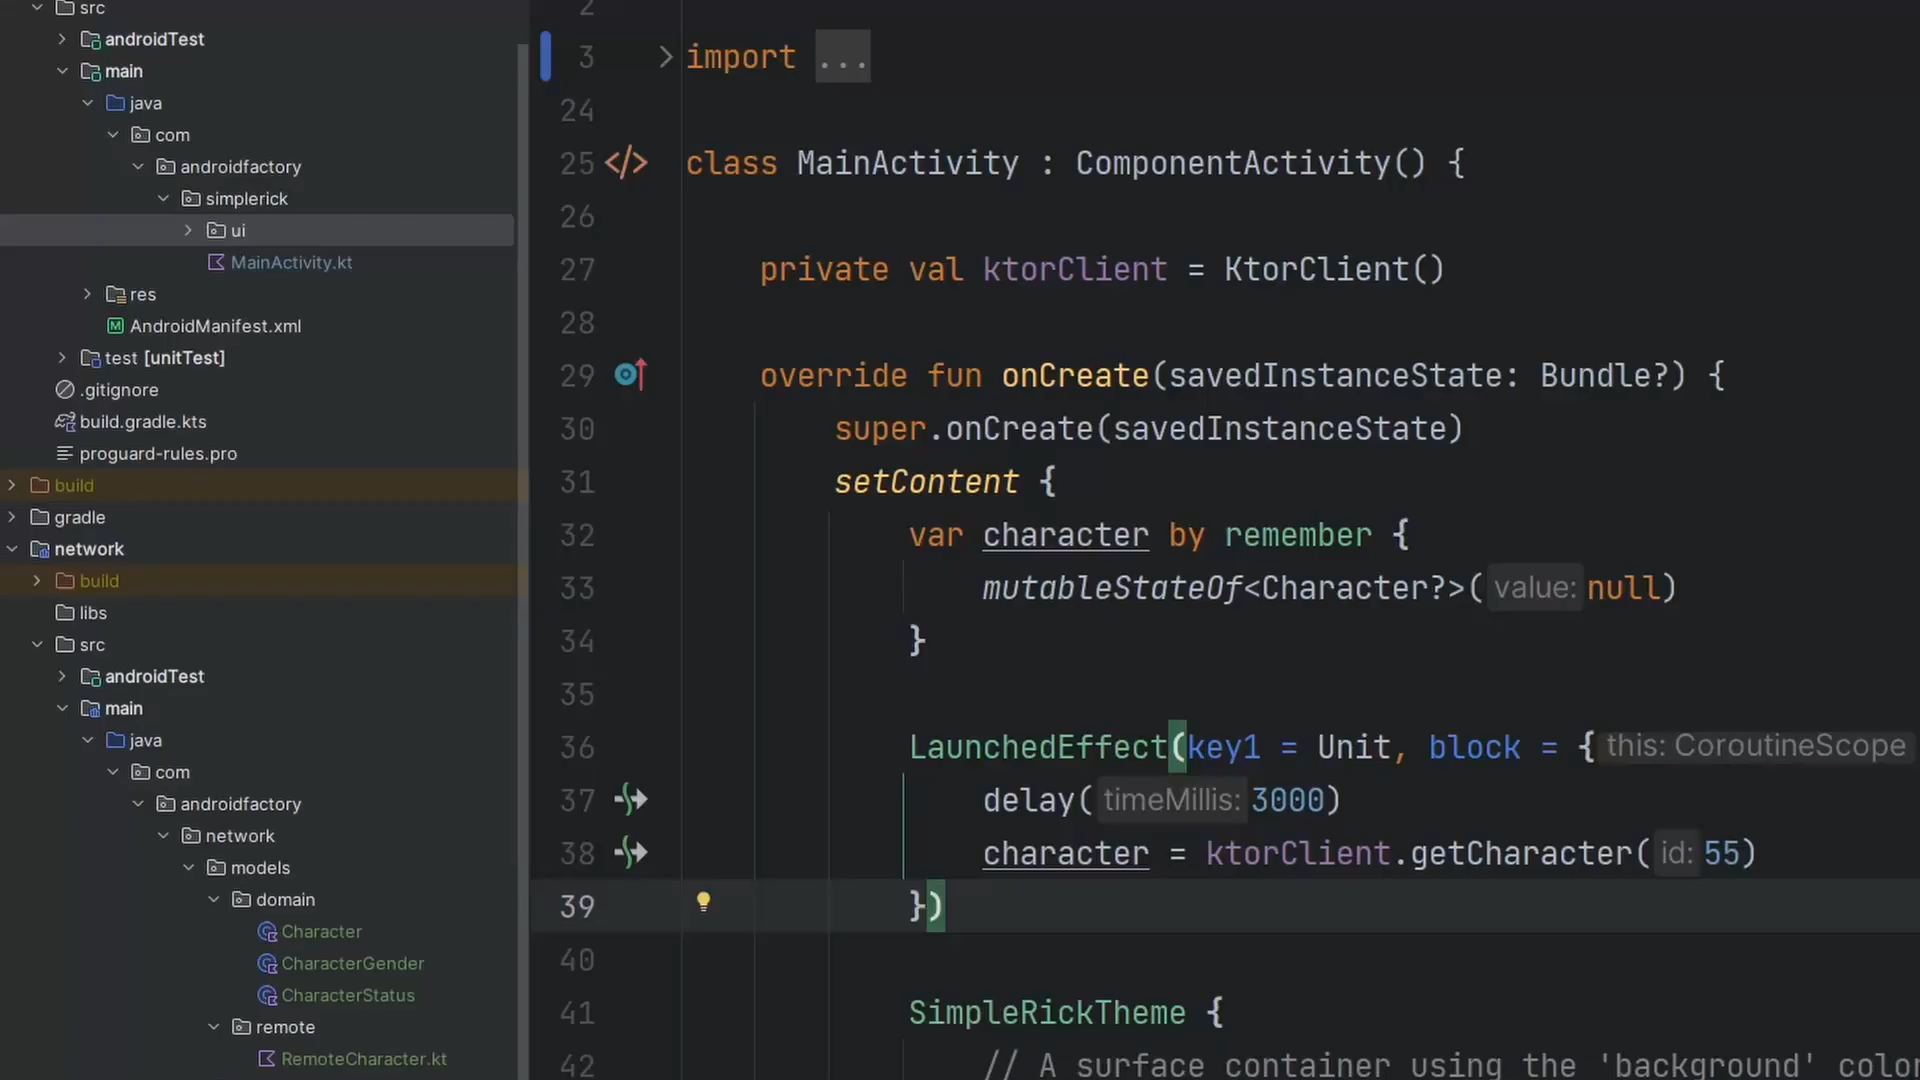 src
androidTest
main
java
com
androidfactory
simplerick
ui
MainActivity.kt
res
AndroidManifest.xml
test [unitTest]
.gitignore
build.gradle.kts
proguard-rules.pro
build
gradle
network
build
libs
src
androidTest
main
java
com
androidfactory
network
models
domain
Character
CharacterGender
CharacterStatus
remote
RemoteCharacter.kt
2
3 import ...
24
25 class MainActivity : ComponentActivity() {
26
27 private val ktorClient = KtorClient()
28
29 override fun onCreate(savedInstanceState: Bundle?) {
30 super.onCreate(savedInstanceState)
31 setContent {
32 var character by remember {
33 mutableStateOf<Character?>( value: null)
34 }
35
36 LaunchedEffect(key1 = Unit, block = { this: CoroutineScope
37 delay( timeMillis: 3000)
38 character = ktorClient.getCharacter( id: 55)
39 })
40
41 SimpleRickTheme {
42 // A surface container using the 'background' colo